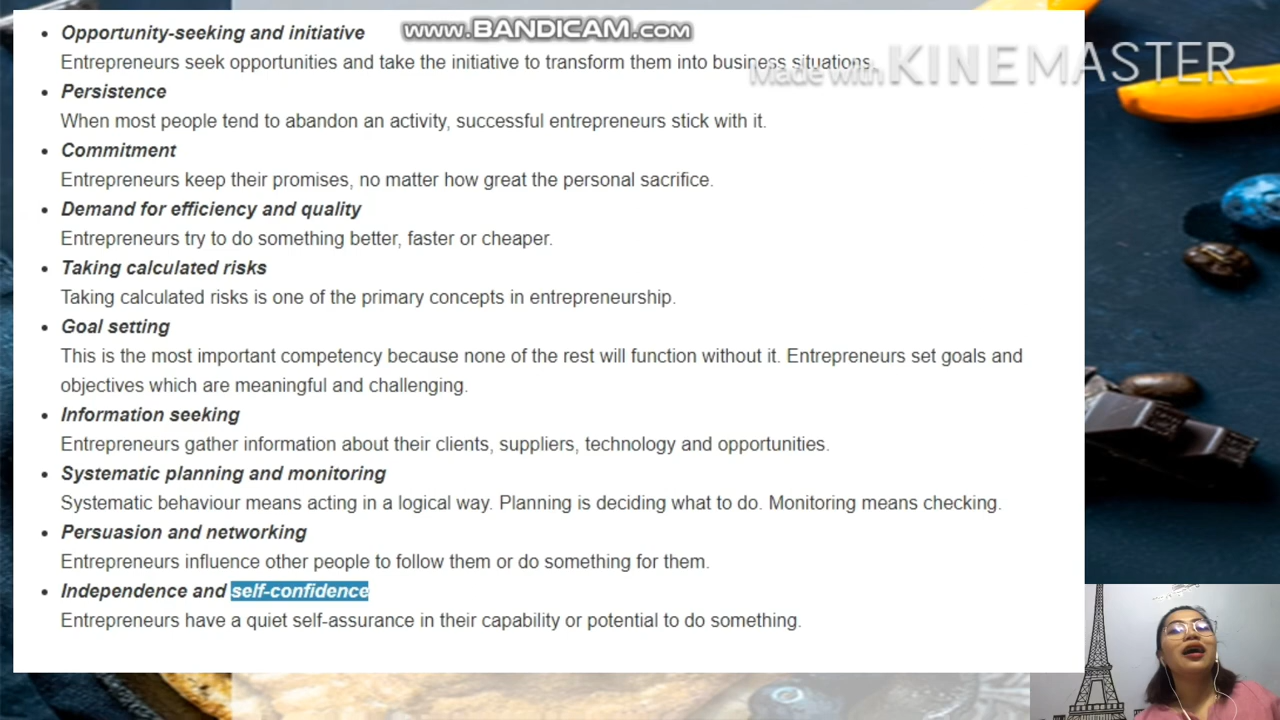 www.BANDICAM.com
Made with KINEMASTER
Opportunity-seeking and initiative
Entrepreneurs seek opportunities and take the initiative to transform them into business situations.
Persistence
When most people tend to abandon an activity, successful entrepreneurs stick with it.
Commitment
Entrepreneurs keep their promises, no matter how great the personal sacrifice.
Demand for efficiency and quality
Entrepreneurs try to do something better, faster or cheaper.
Taking calculated risks
Taking calculated risks is one of the primary concepts in entrepreneurship.
Goal setting
This is the most important competency because none of the rest will function without it. Entrepreneurs set goals and
objectives which are meaningful and challenging.
Information seeking
Entrepreneurs gather information about their clients, suppliers, technology and opportunities.
Systematic planning and monitoring
Systematic behaviour means acting in a logical way. Planning is deciding what to do. Monitoring means checking.
Persuasion and networking
Entrepreneurs influence other people to follow them or do something for them.
Independence and self-confidence
Entrepreneurs have a quiet self-assurance in their capability or potential to do something.